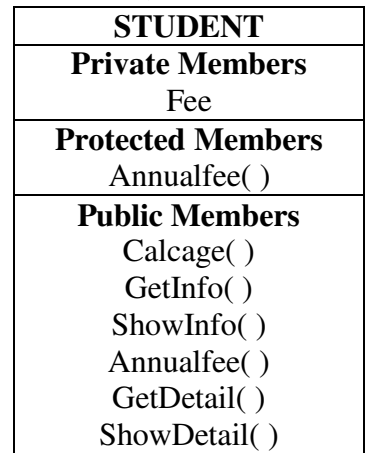 STUDENT
Private Members
Fee
Protected Members
Annualfee( )
Public Members
Calcage( )
GetInfo( )
ShowInfo( )
Annualfee( )
GetDetail( )
ShowDetail( )